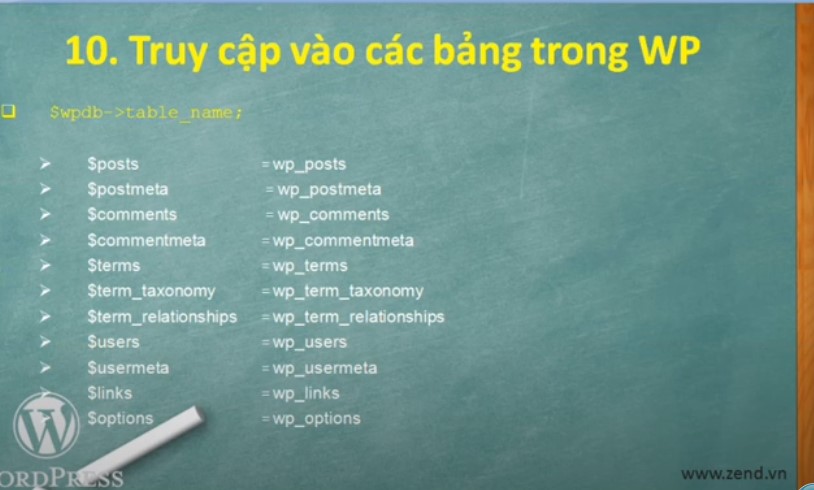 10. Truy cập vào các bảng trong WP
$wpdb->table_name;
$posts = wp_posts
$postmeta = wp_postmeta
$comments = wp_comments
$commentmeta = wp_commentmeta
$terms = wp_terms
$term_taxonomy = wp_term_taxonomy
$term_relationships = wp_term_relationships
$users = wp_users
$usermeta = wp_usermeta
$links = wp_links
$options = wp_options
ORDPRESS
www.zend.vn